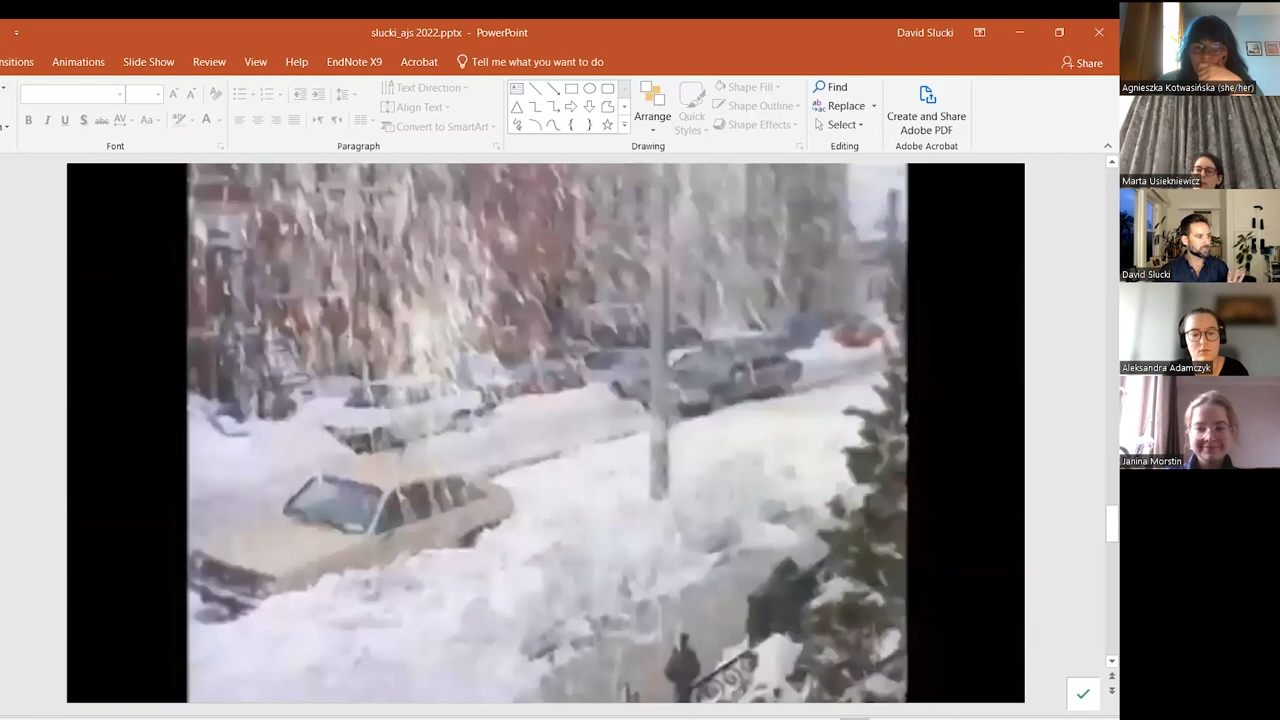 slucki_ajs 2022.pptx - PowerPoint
David Slucki
nsitions Animations Slide Show Review View Help EndNote X9 Acrobat Tell me what you want to do
Share
Text Direction
Align Text
Convert to SmartArt
B I U S abc AV Aa A
Arrange
Quick
Styles
Shape Fill
Shape Outline
Shape Effects
Find
Replace
Select
Create and Share
Adobe PDF
Font Paragraph Drawing Editing Adobe Acrobat
Agnieszka Kotwasińska (she/her)
Marta Usiekniewicz
David Slucki
Aleksandra Adamczyk
Janina Morstin